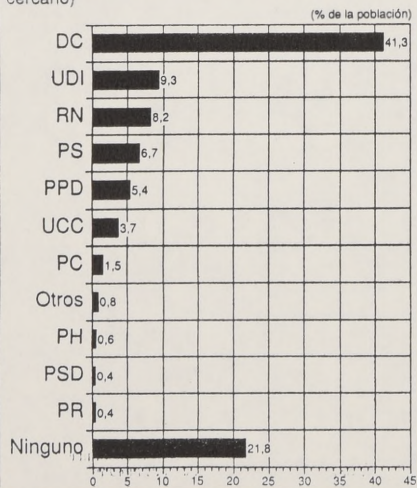 cercano)
(% de la población)
DC 41,3
UDI 9,3
RN 8,2
PS 6,7
PPD 5,4
UCC 3,7
PC 1,5
Otros 0,8
PH 0,6
PSD 0,4
PR 0,4
Ninguno 21,8
0 5 10 15 20 25 30 35 40 45